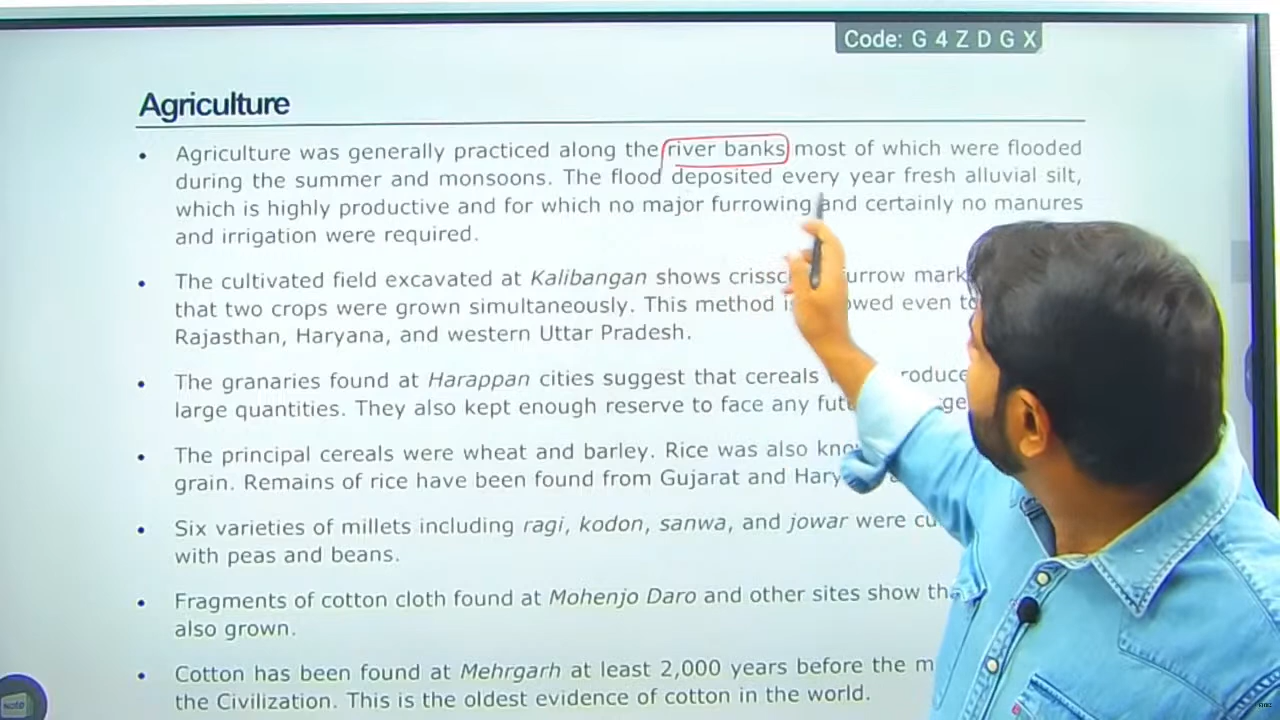 Code: G 4 Z D G X
Agriculture
• Agriculture was generally practiced along the river banks most of which were flooded
during the summer and monsoons. The flood deposited every year fresh alluvial silt,
which is highly productive and for which no major furrowing and certainly no manures
and irrigation were required.
• The cultivated field excavated at Kalibangan shows furrow
that two crops were grown simultaneously. This method even
Rajasthan, Haryana, and western Uttar Pradesh.
• The granaries found at Harappan cities suggest that cereals
large quantities. They also kept enough reserve to face any
• The principal cereals were wheat and barley. Rice was also
grain. Remains of rice have been found from Gujarat and
• Six varieties of millets including ragi, kodon, sanwa, and jowar were
with peas and beans.
• Fragments of cotton cloth found at Mohenjo Daro and other sites show
also grown.
• Cotton has been found at Mehrgarh at least 2,000 years before the
the Civilization. This is the oldest evidence of cotton in the world.
Note